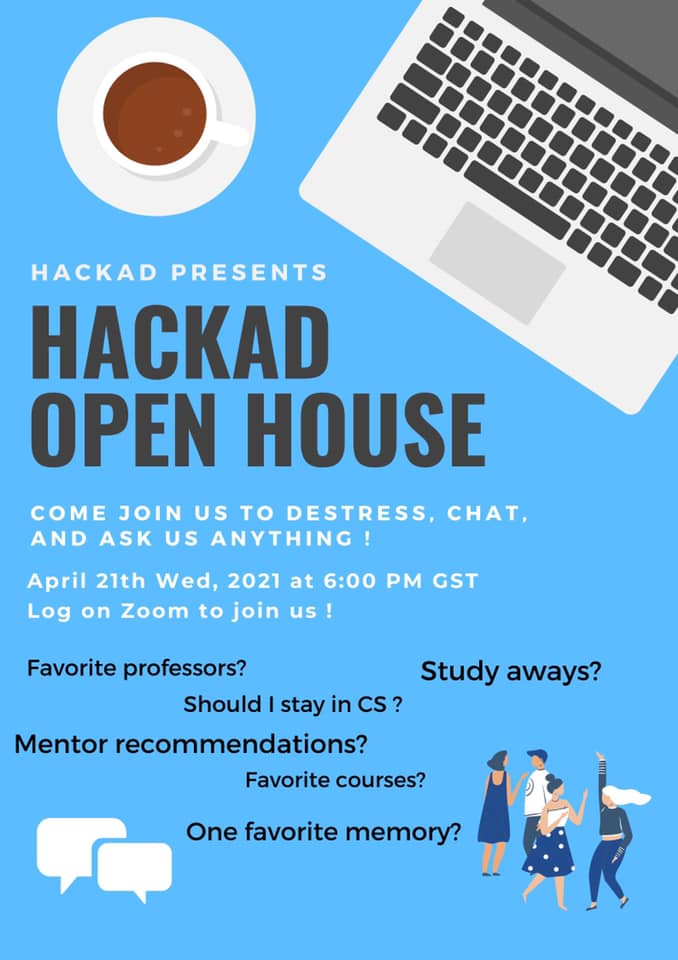 HACKAD PRESENTS
HACKAD
OPEN HOUSE
COME JOIN US TO DESTRESS, CHAT,
AND ASK US ANYTHING !
April 21th Wed, 2021 at 6:00 PM GST
Log on Zoom to join us !
Favorite professors?
Study aways?
Should I stay in CS ?
Mentor recommendations?
Favorite courses?
One favorite memory?